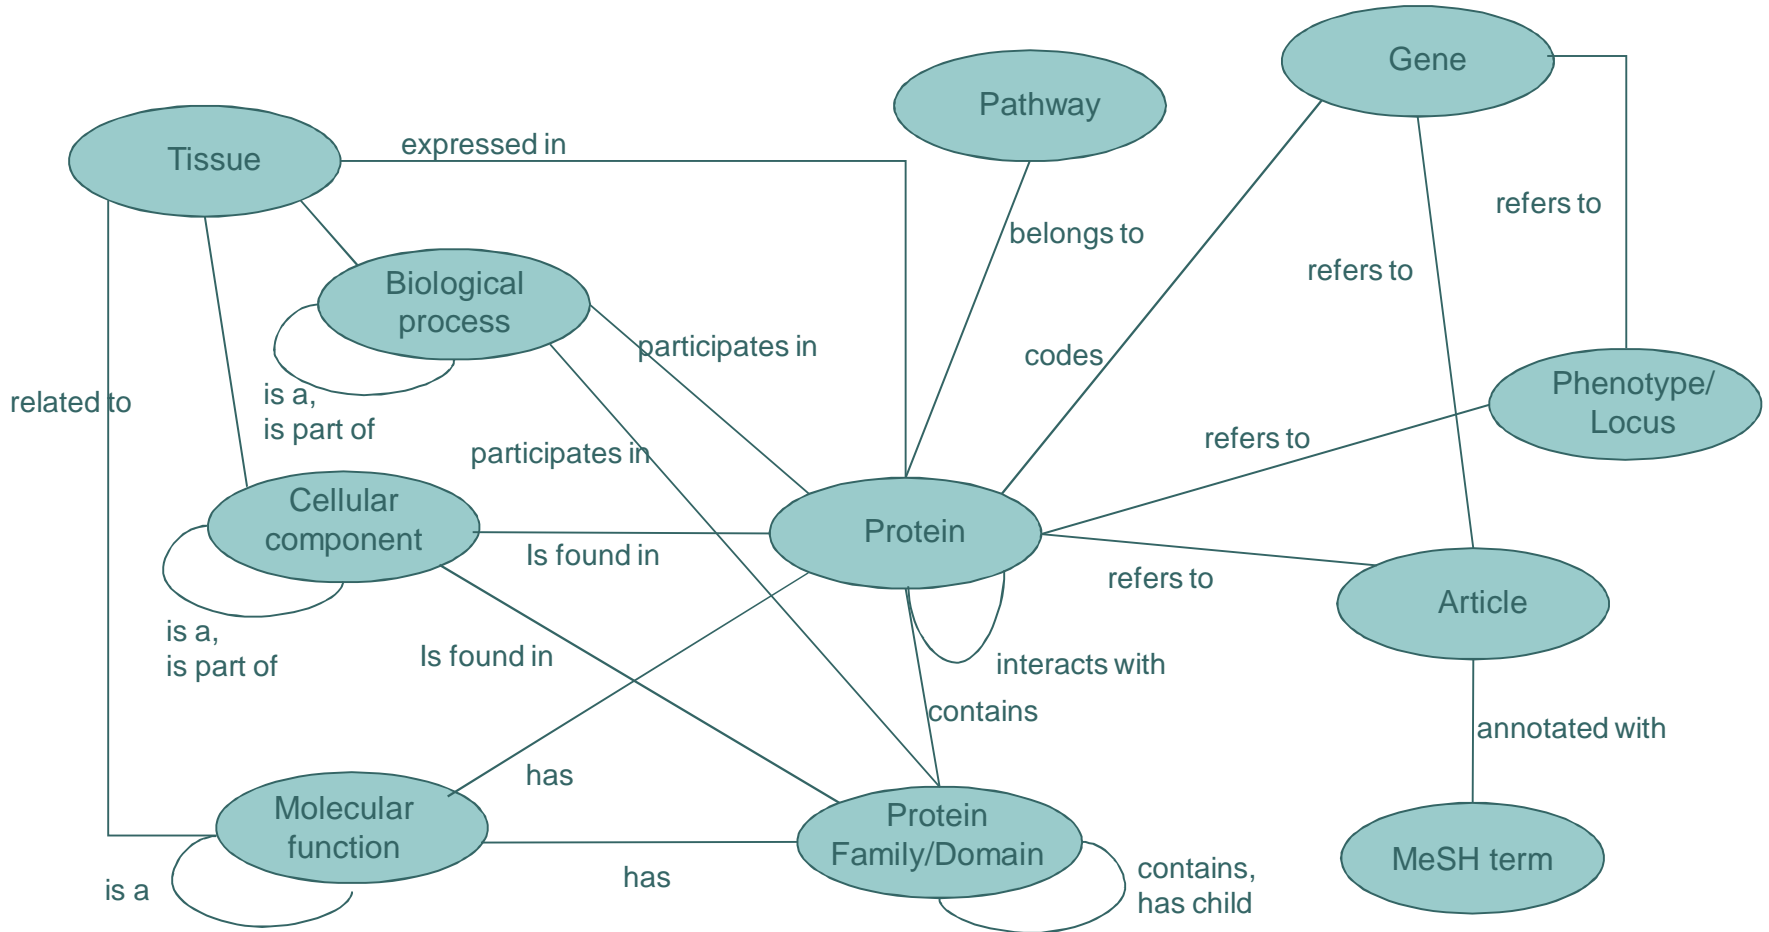 Gene
Pathway
Tissue
expressed in
refers to
belongs to
refers to
Biological
process
participates in
codes
related to
is a,
is part of
Phenotype/
Locus
refers to
participates in
Cellular
component
Protein
Is found in
refers to
Article
is a,
is part of
Is found in
interacts with
contains
annotated with
has
Molecular
function
Protein
Family/Domain
MeSH term
is a
has
contains,
has child